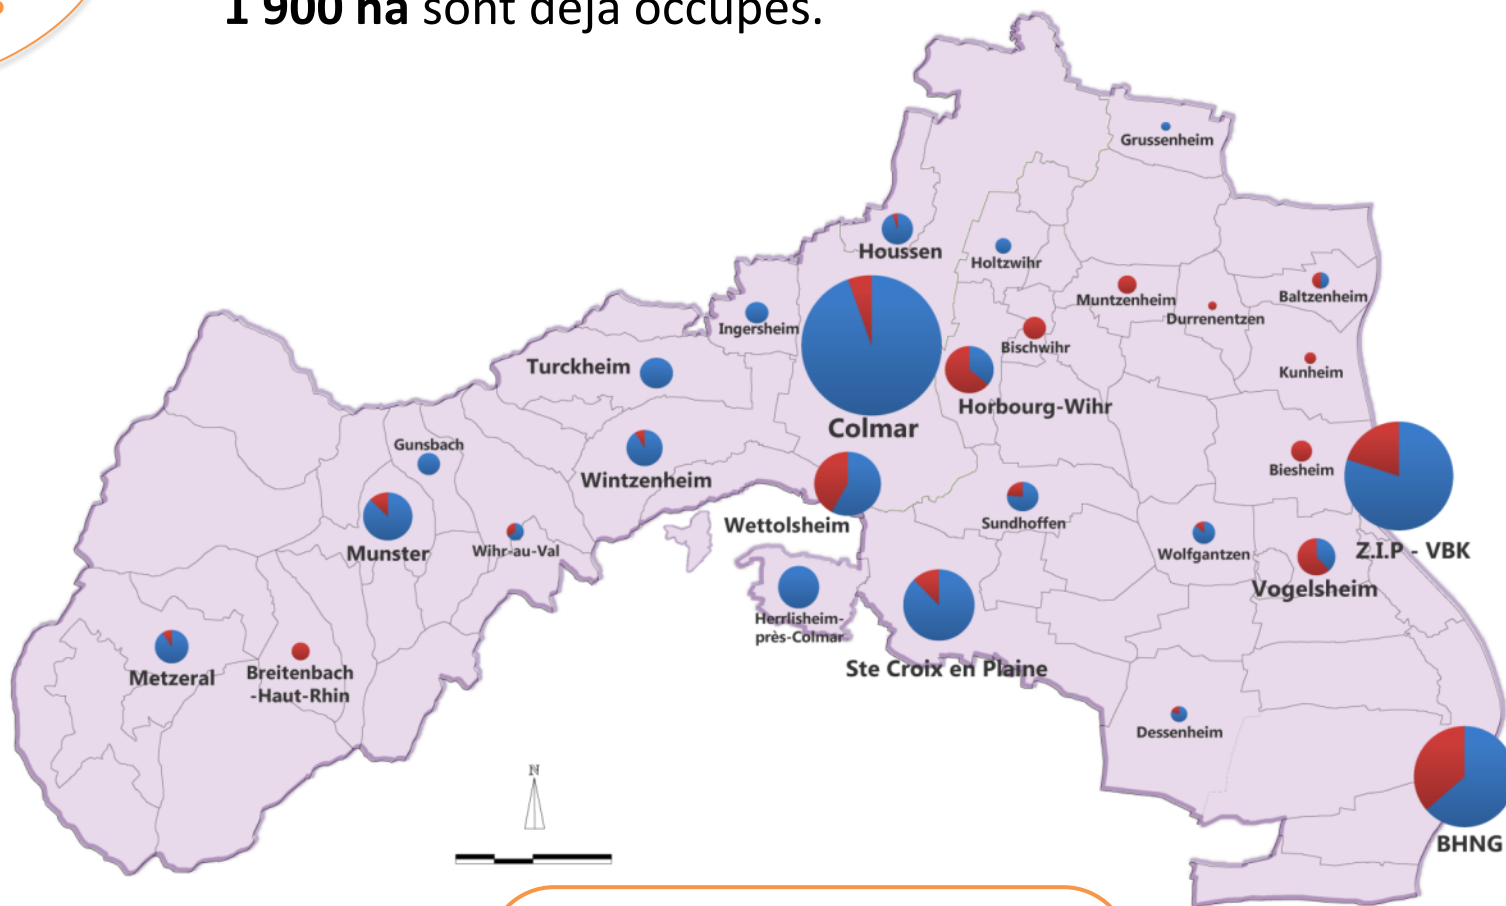 1 900 ha sont déjà occupés.
Grussenheim
Houssen
Holtzwihr
Muntzenheim
Baltzenheim
Durrenentzen
Ingersheim
Bischwihr
Turckheim
Kunheim
Horbourg-Wihr
Colmar
Gunsbach
Wintzenheim
Biesheim
Wettolsheim
Sundhoffen
Munster
Wihr-au-Val
Wolfgantzen
Z.I.P - VBK
Vogelsheim
Herrlisheim-
près-Colmar
Ste Croix en Plaine
Metzeral
Breitenbach
-Haut-Rhin
Dessenheim
N
BHNG